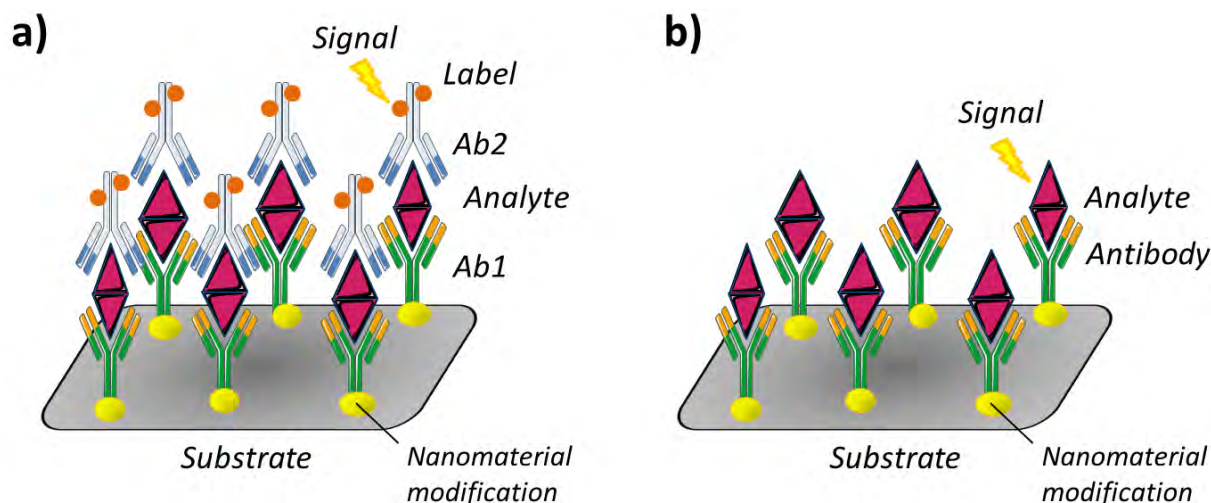 a)
Signal
Label
Ab2
Analyte
Ab1
Substrate
Nanomaterial
modification
b)
Signal
Analyte
Antibody
Substrate
Nanomaterial
modification